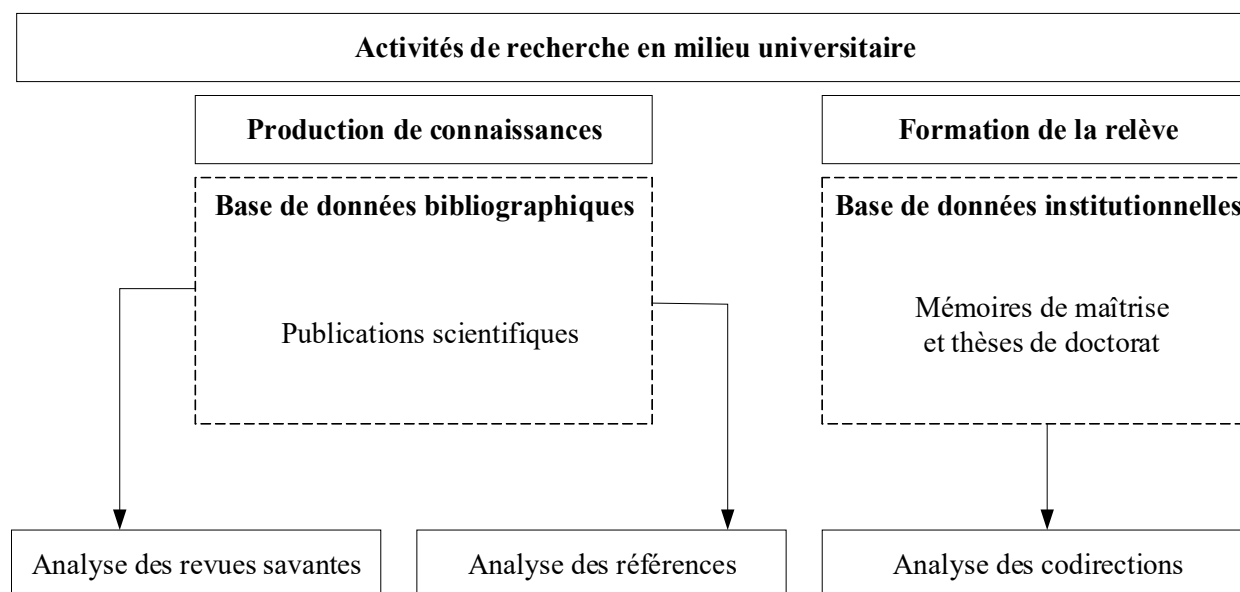 Activités de recherche en milieu universitaire
Production de connaissances
Formation de la relève
Base de données bibliographiques
Base de données institutionnelles
Publications scientifiques
Mémoires de maîtrise
et thèses de doctorat
Analyse des revues savantes
Analyse des références
Analyse des codirections